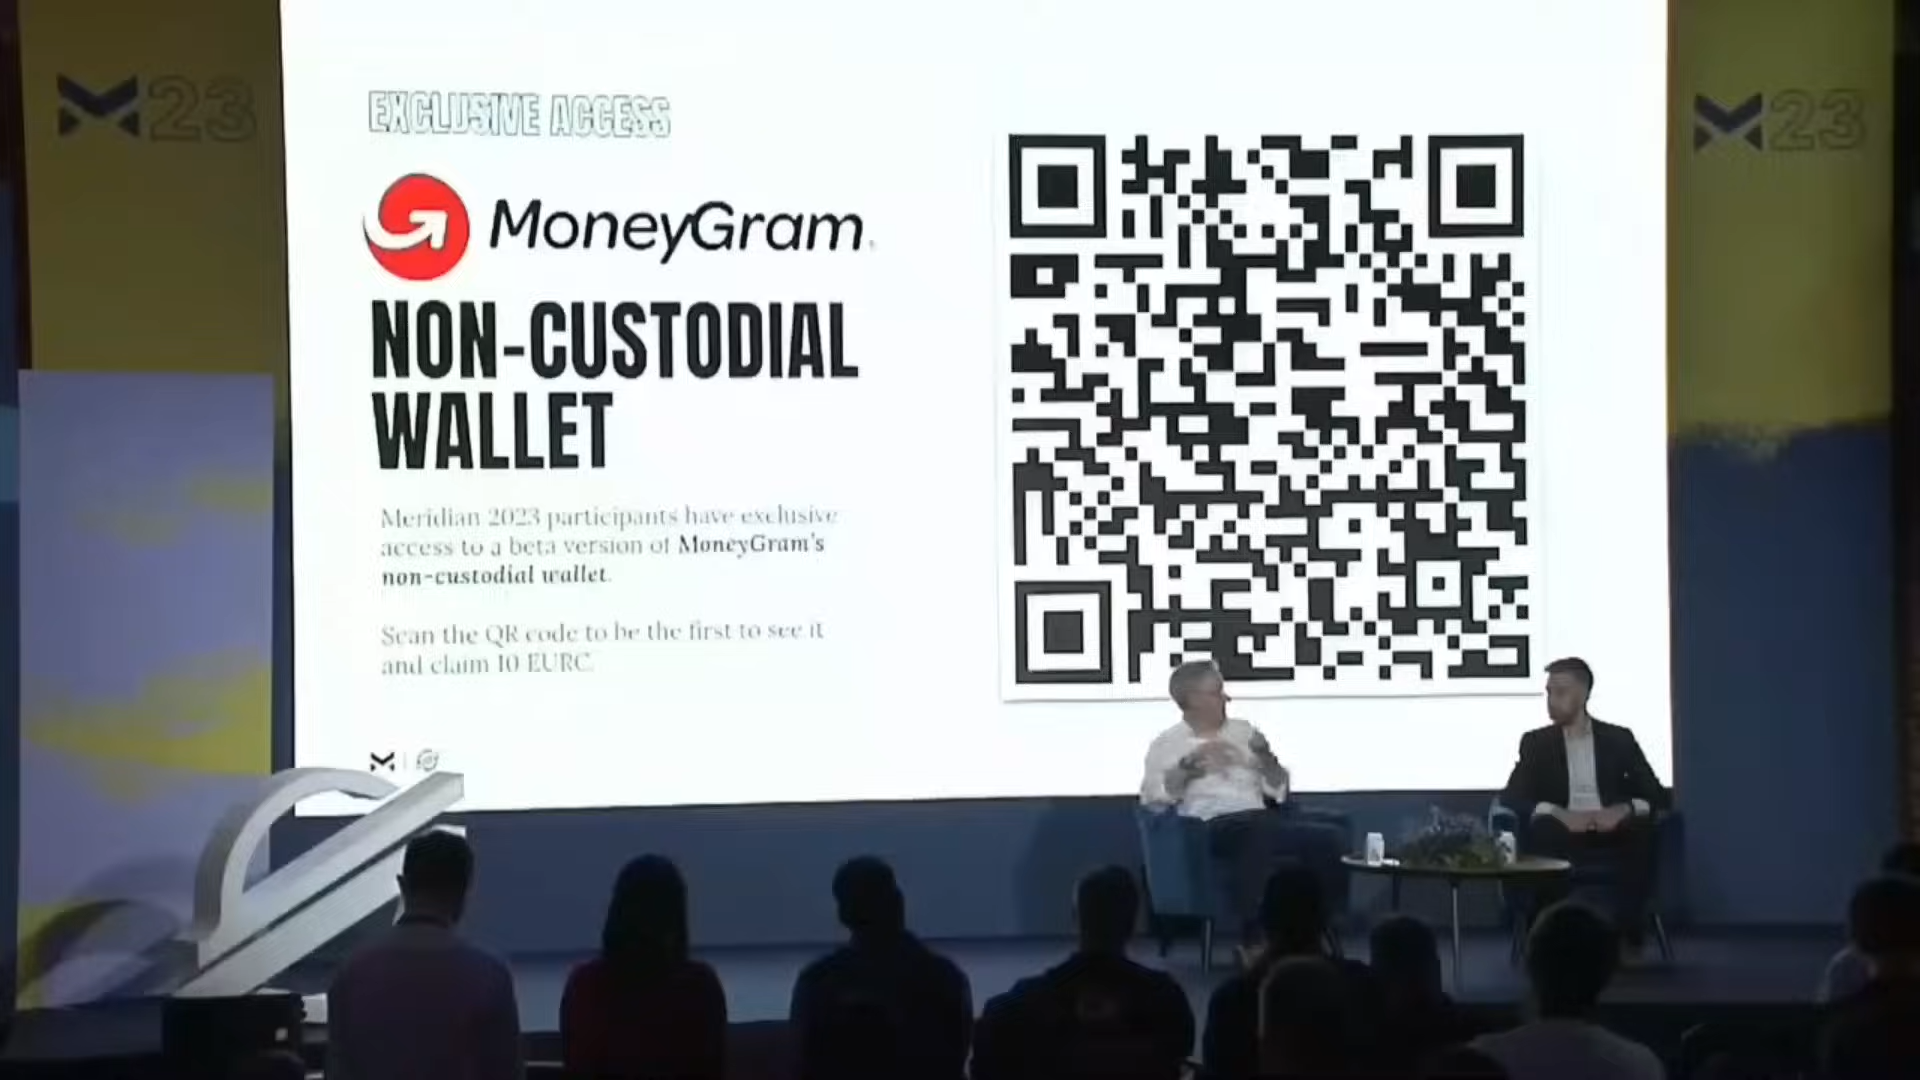 M23
M23
EXCLUSIVE ACCESS
MoneyGram
NON-CUSTODIAL
WALLET
Meridian 2023 participants have exclusive
access to a beta version of MoneyGram's
non-custodial wallet.
Scan the QR code to be the first to see it
and claim 10 EURC.